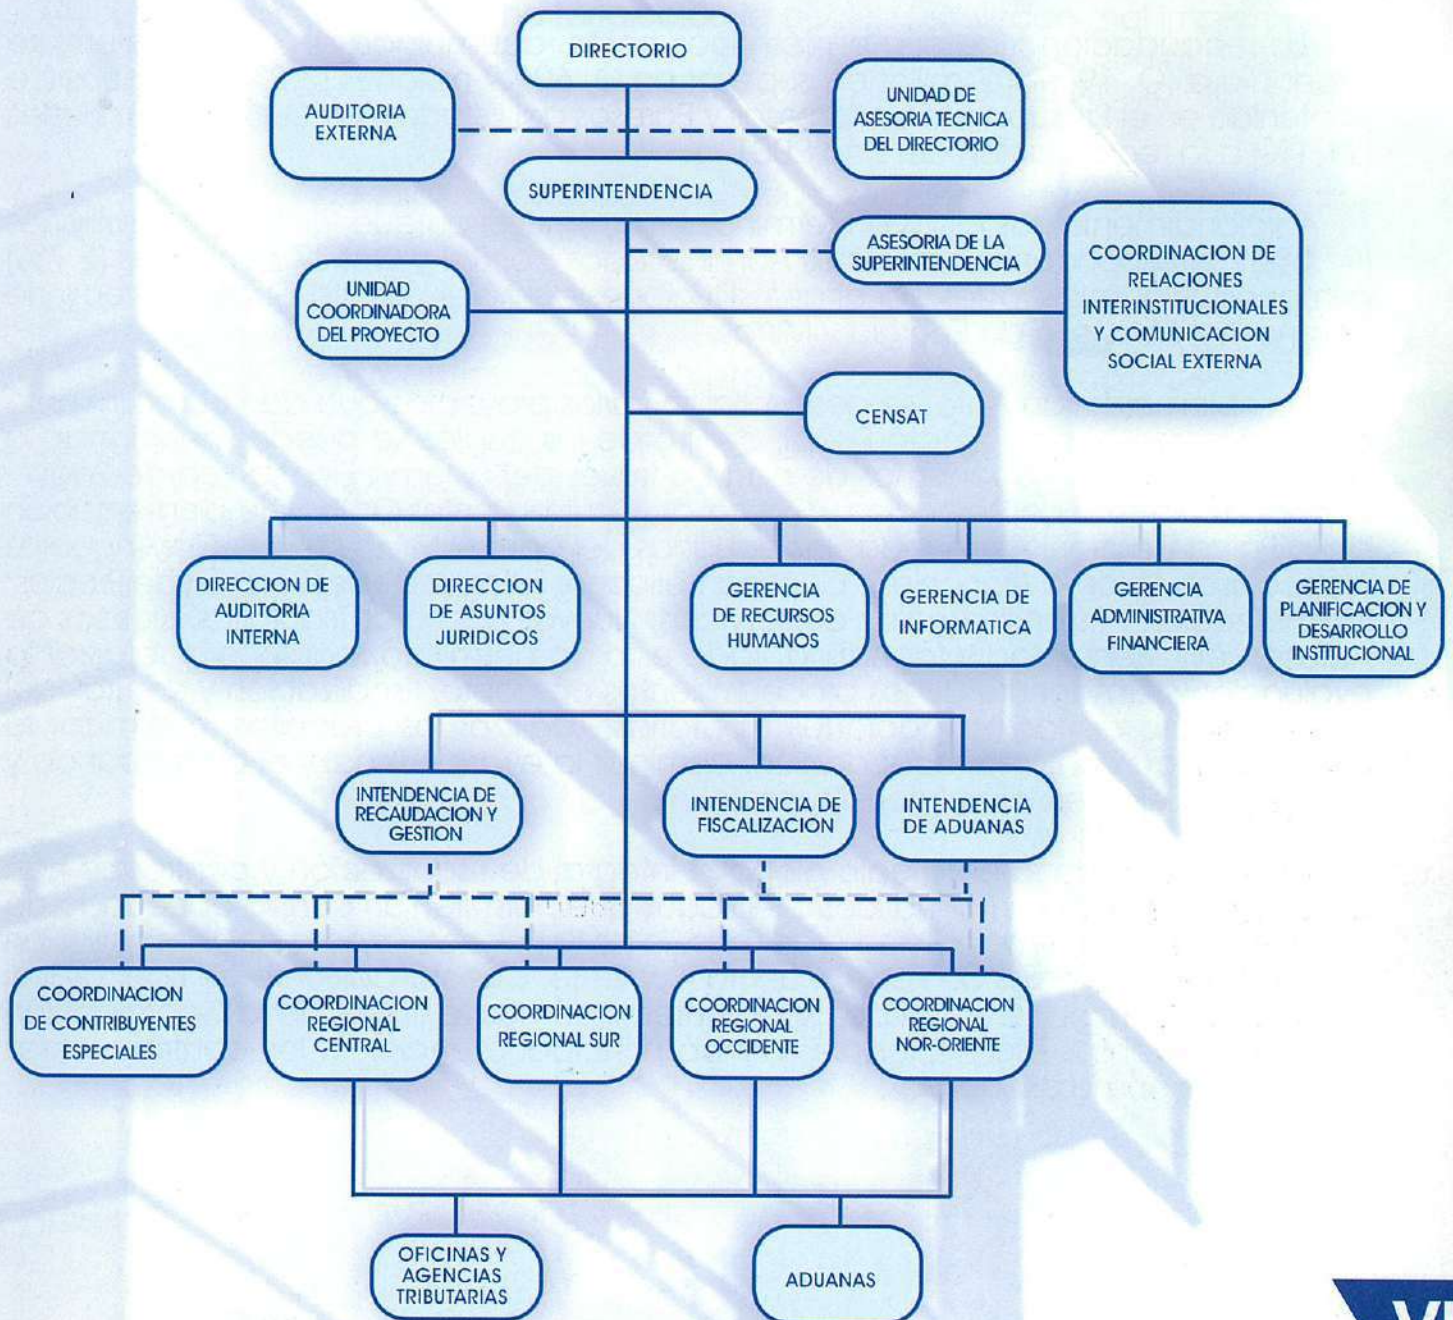 DIRECTORIO
AUDITORIA
EXTERNA
UNIDAD DE
ASESORIA TECNICA
DEL DIRECTORIO
SUPERINTENDENCIA
ASESORIA DE LA
SUPERINTENDENCIA
UNIDAD
COORDINADORA
DEL PROYECTO
COORDINACION DE
RELACIONES
INTERINSTITUCIONALES
Y COMUNICACION
SOCIAL EXTERNA
CENSAT
DIRECCION DE
AUDITORIA
INTERNA
DIRECCION
DE ASUNTOS
JURIDICOS
GERENCIA
DE RECURSOS
HUMANOS
GERENCIA DE
INFORMATICA
GERENCIA
ADMINISTRATIVA
FINANCIERA
GERENCIA DE
PLANIFICACION Y
DESARROLLO
INSTITUCIONAL
INTENDENCIA DE
RECAUDACION Y
GESTION
INTENDENCIA DE
FISCALIZACION
INTENDENCIA
DE ADUANAS
COORDINACION
DE CONTRIBUYENTES
ESPECIALES
COORDINACION
REGIONAL
CENTRAL
COORDINACION
REGIONAL SUR
COORDINACION
REGIONAL
OCCIDENTE
COORDINACION
REGIONAL
NOR-ORIENTE
OFICINAS Y
AGENCIAS
TRIBUTARIAS
ADUANAS